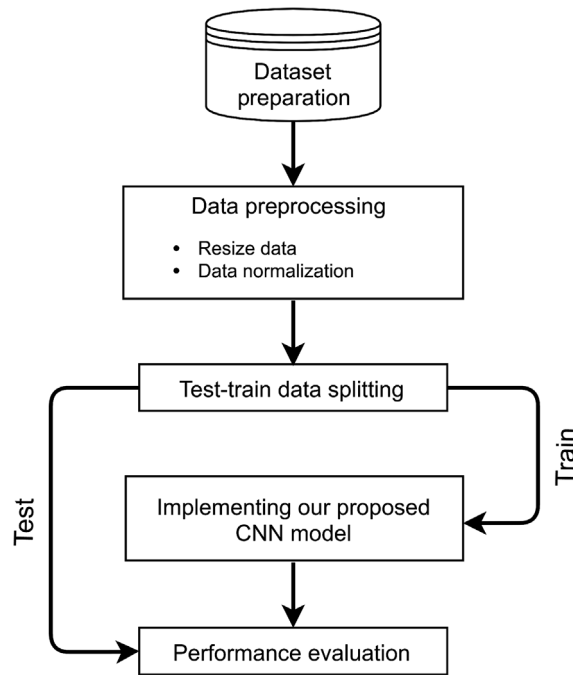 Dataset
preparation
Data preprocessing
• Resize data
• Data normalization
Test-train data splitting
Train
Implementing our proposed
CNN model
Test
Performance evaluation